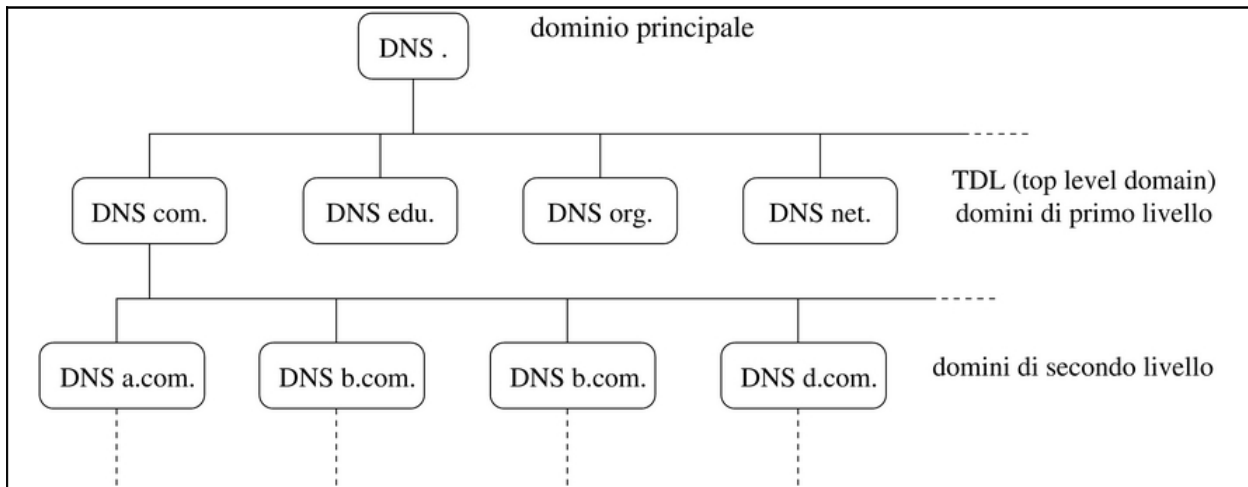 DNS .
dominio principale
DNS com.
DNS edu.
DNS org.
DNS net.
TDL (top level domain)
domini di primo livello
DNS a.com.
DNS b.com.
DNS b.com.
DNS d.com.
domini di secondo livello